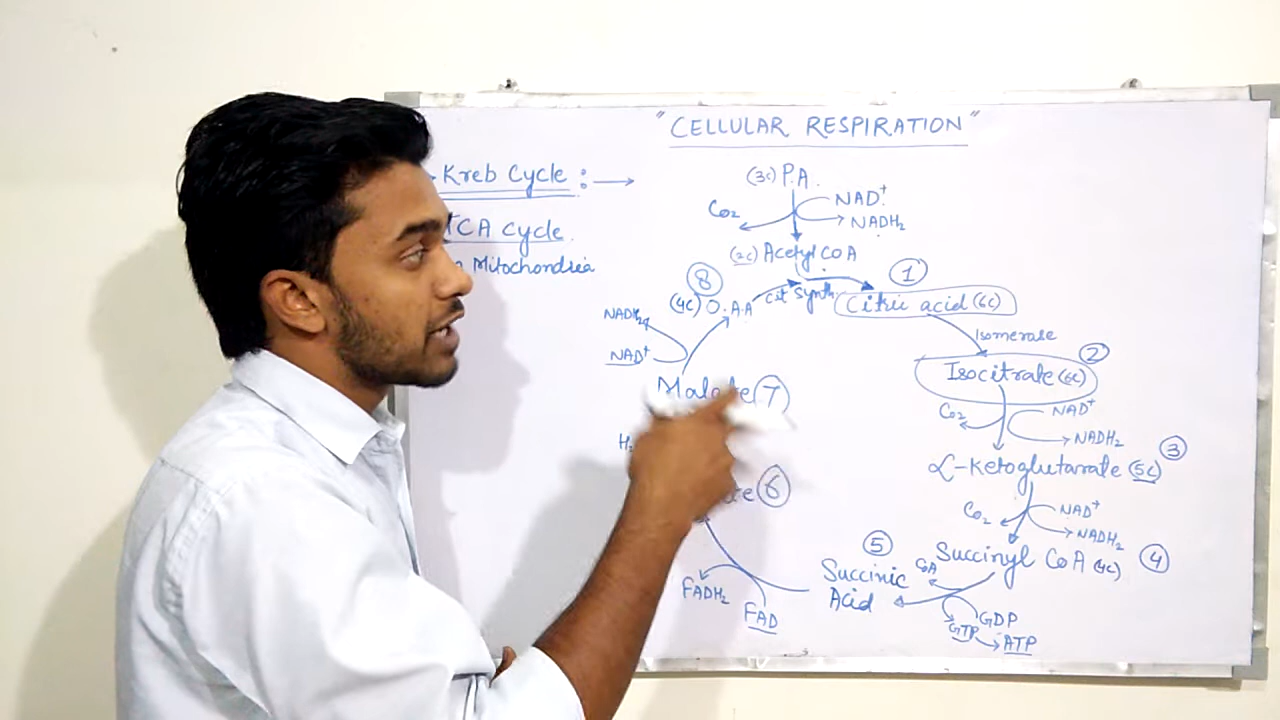 "CELLULAR RESPIRATION"
Kreb Cycle :→
TCA Cycle
Mitochondria
(3c) P.A.
NAD+
NADH2
Co2
(2c) Acetyl CoA
8
(4c) O.A.A
Cit Synth.
1
Citric acid (6c)
Isomerase
2
Isocitrate (6c)
Co2
NAD+
NADH2
3
α-Ketoglutarate (5c)
Co2
NAD+
NADH2
4
Succinyl CoA (4c)
CoA
GDP
GTP → ATP
5
Succinic
Acid
FADH2
FAD
6
7
NADH2
NAD+